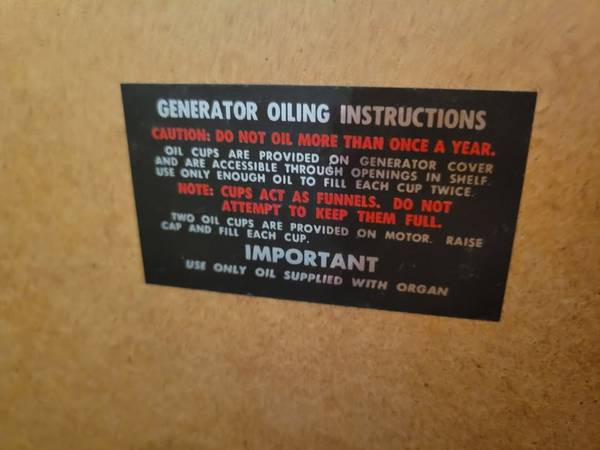 GENERATOR OILING INSTRUCTIONS
CAUTION: DO NOT OIL MORE THAN ONCE A YEAR.
OIL CUPS ARE PROVIDED ON GENERATOR COVER
AND ARE ACCESSIBLE THROUGH OPENINGS IN SHELF.
USE ONLY ENOUGH OIL TO FILL EACH CUP TWICE.
NOTE: CUPS ACT AS FUNNELS. DO NOT
ATTEMPT TO KEEP THEM FULL.
TWO OIL CUPS ARE PROVIDED ON MOTOR. RAISE
CAP AND FILL EACH CUP.
IMPORTANT
USE ONLY OIL SUPPLIED WITH ORGAN